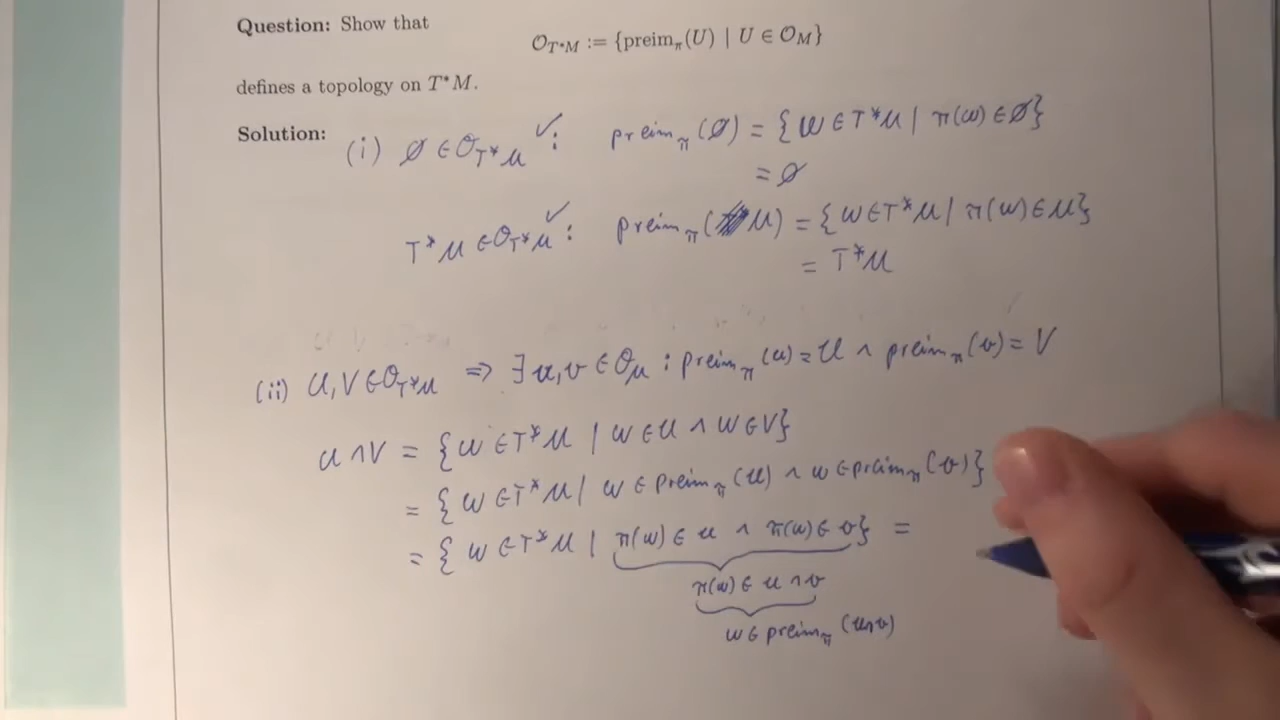 Question: Show that
𝒪_{T*M} := {preim_π(U) | U ∈ 𝒪_M}
defines a topology on T*M.
Solution: (i) ∅ ∈ 𝒪_{T*M} ✓: preim_π(∅) = {ω ∈ T*M | π(ω) ∈ ∅}
= ∅
T*M ∈ 𝒪_{T*M} ✓: preim_π(M) = {ω ∈ T*M | π(ω) ∈ M}
= T*M
(ii) U, V ∈ 𝒪_{T*M} ⇒ ∃ u, v ∈ 𝒪_M : preim_π(u) = U ∧ preim_π(v) = V
U ∩ V = {ω ∈ T*M | ω ∈ U ∧ ω ∈ V}
= {ω ∈ T*M | ω ∈ preim_π(u) ∧ ω ∈ preim_π(v)}
= {ω ∈ T*M | π(ω) ∈ u ∧ π(ω) ∈ v} =
π(ω) ∈ u ∩ v
ω ∈ preim_π(u∩v)